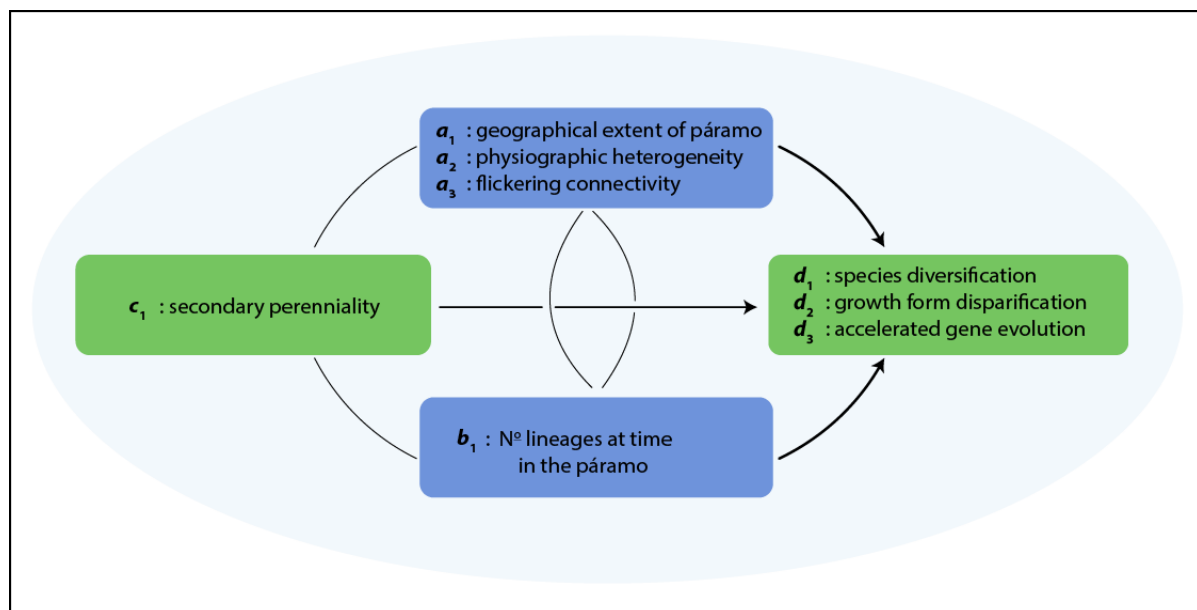 a1 : geographical extent of páramo
a2 : physiographic heterogeneity
a3 : flickering connectivity
c1 : secondary perenniality
d1 : species diversification
d2 : growth form disparification
d3 : accelerated gene evolution
b1 : Nº lineages at time
in the páramo